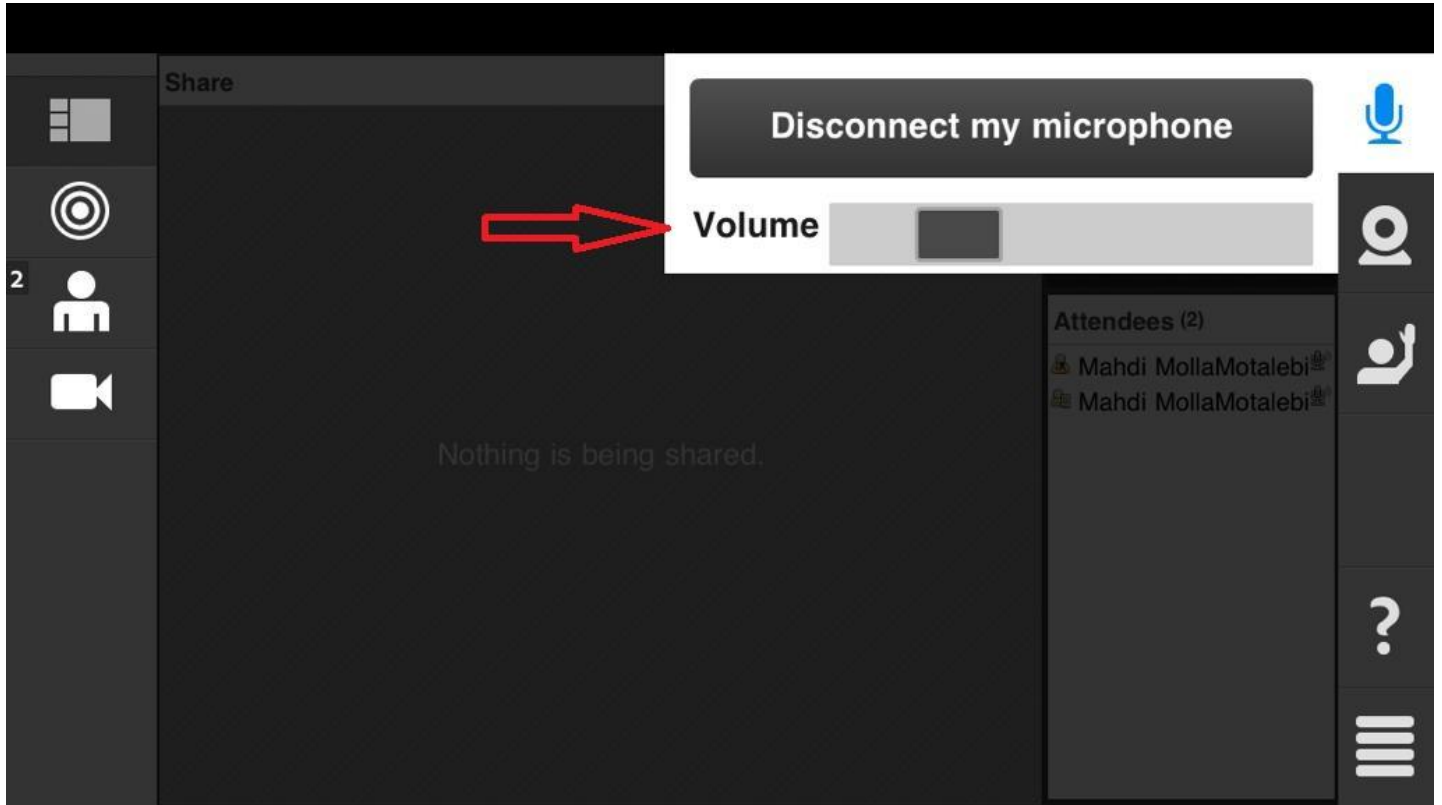 Share
Disconnect my microphone
Volume
2
Attendees (2)
Mahdi MollaMotalebi
Mahdi MollaMotalebi
Nothing is being shared.
?